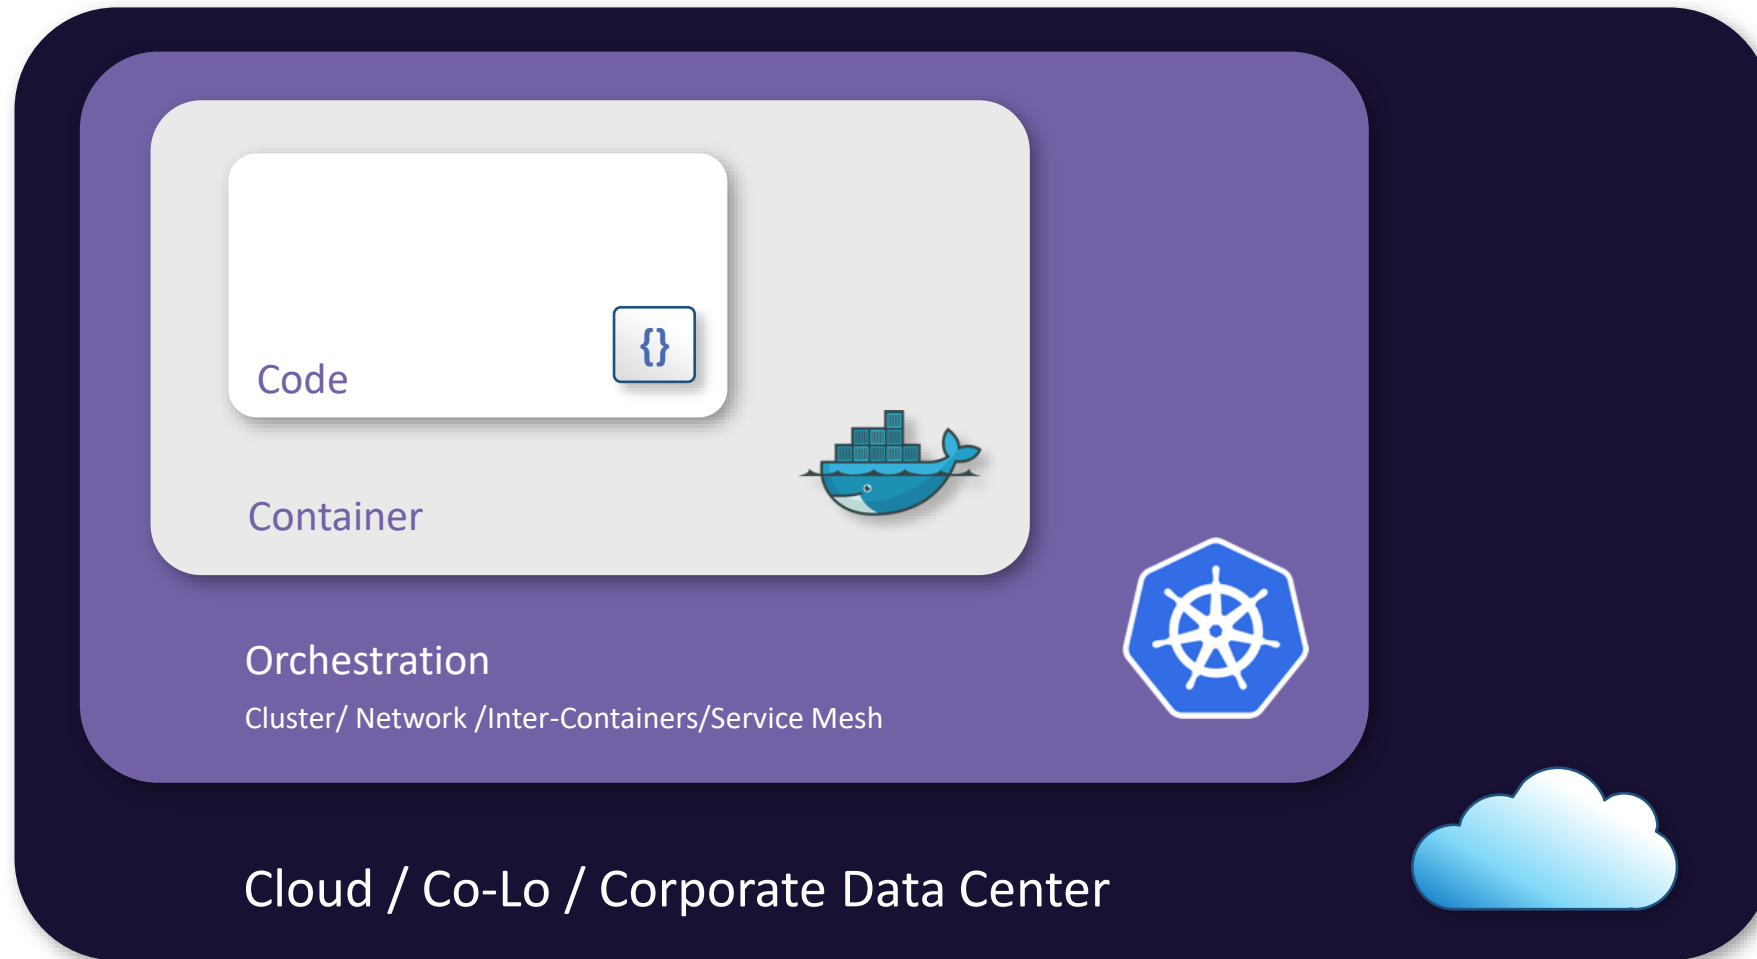 {}
Code
Container
Orchestration
Cluster/ Network /Inter-Containers/Service Mesh
Cloud / Co-Lo / Corporate Data Center